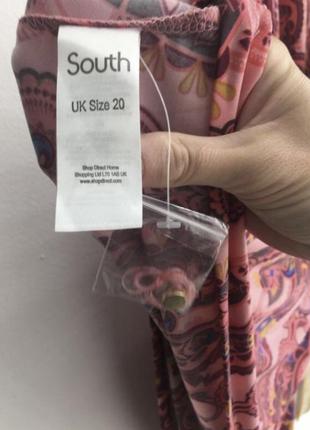 South
UK Size 20
Shop Direct Home
Shopping Ltd L70 1AB UK
www.shopdirect.com